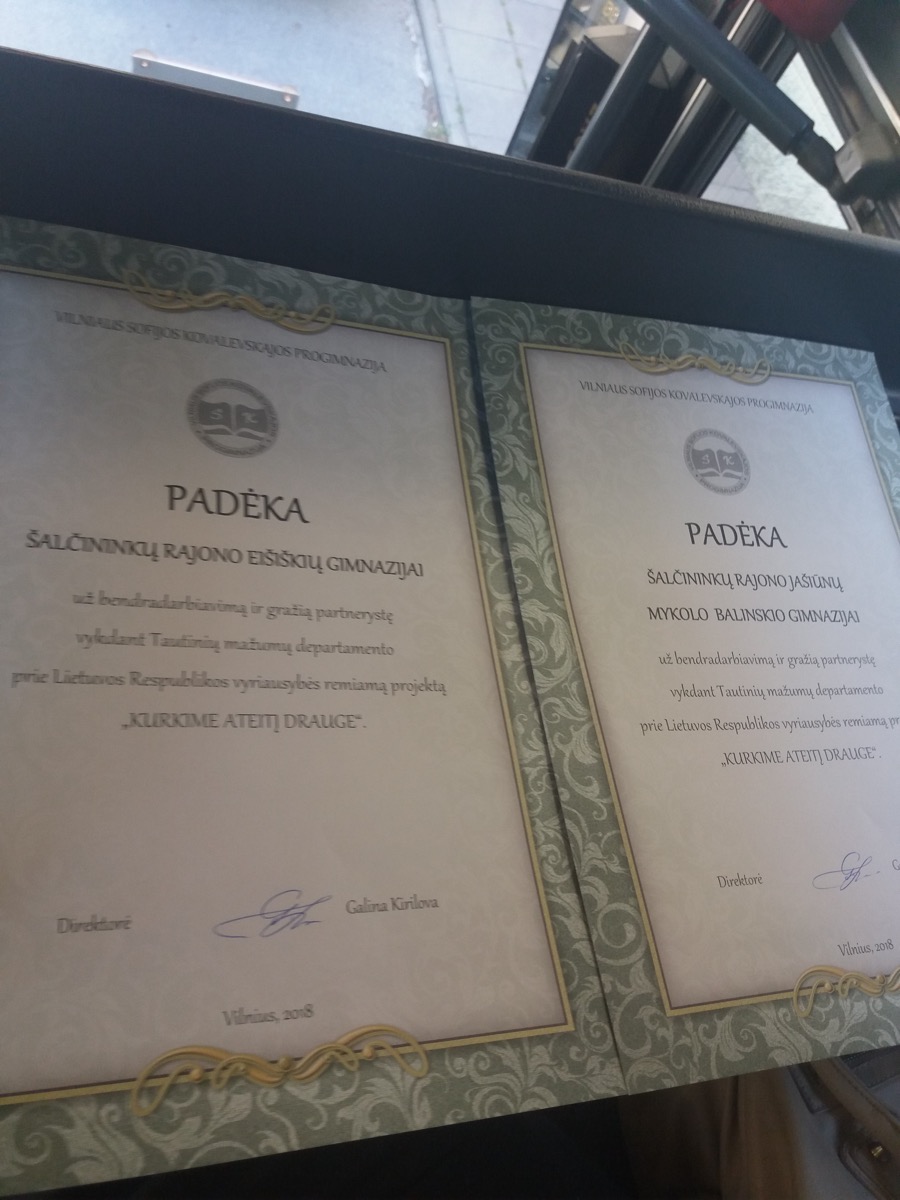 VILNIAUS SOFIJOS KOVALEVSKAJOS PROGIMNAZIJA
S K
PADĖKA
ŠALČININKŲ RAJONO EIŠIŠKIŲ GIMNAZIJAI
už bendradarbiavimą ir gražią partnerystę
vykdant Tautinių mažumų departamento
prie Lietuvos Respublikos vyriausybės remiamą projektą
„KURKIME ATEITĮ DRAUGE“.
Direktorė
Galina Kirilova
Vilnius, 2018
VILNIAUS SOFIJOS KOVALEVSKAJOS PROGIMNAZIJA
S K
PADĖKA
ŠALČININKŲ RAJONO JAŠIŪNŲ
MYKOLO BALINSKIO GIMNAZIJAI
už bendradarbiavimą ir gražią partnerystę
vykdant Tautinių mažumų departamento
prie Lietuvos Respublikos vyriausybės remiamą pr
„KURKIME ATEITĮ DRAUGE“.
Direktorė
G
Vilnius, 2018